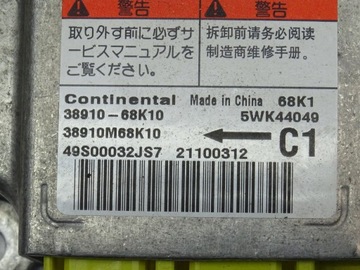 警告 警告
取り外す前に必ずサ
ービスマニュアルを
ご覧ください。
拆卸前请务必阅读
制造商维修手册.
Continental Made in China 68K1
38910-68K10 5WK44049
38910M68K10 C1
49S00032JS7 21100312